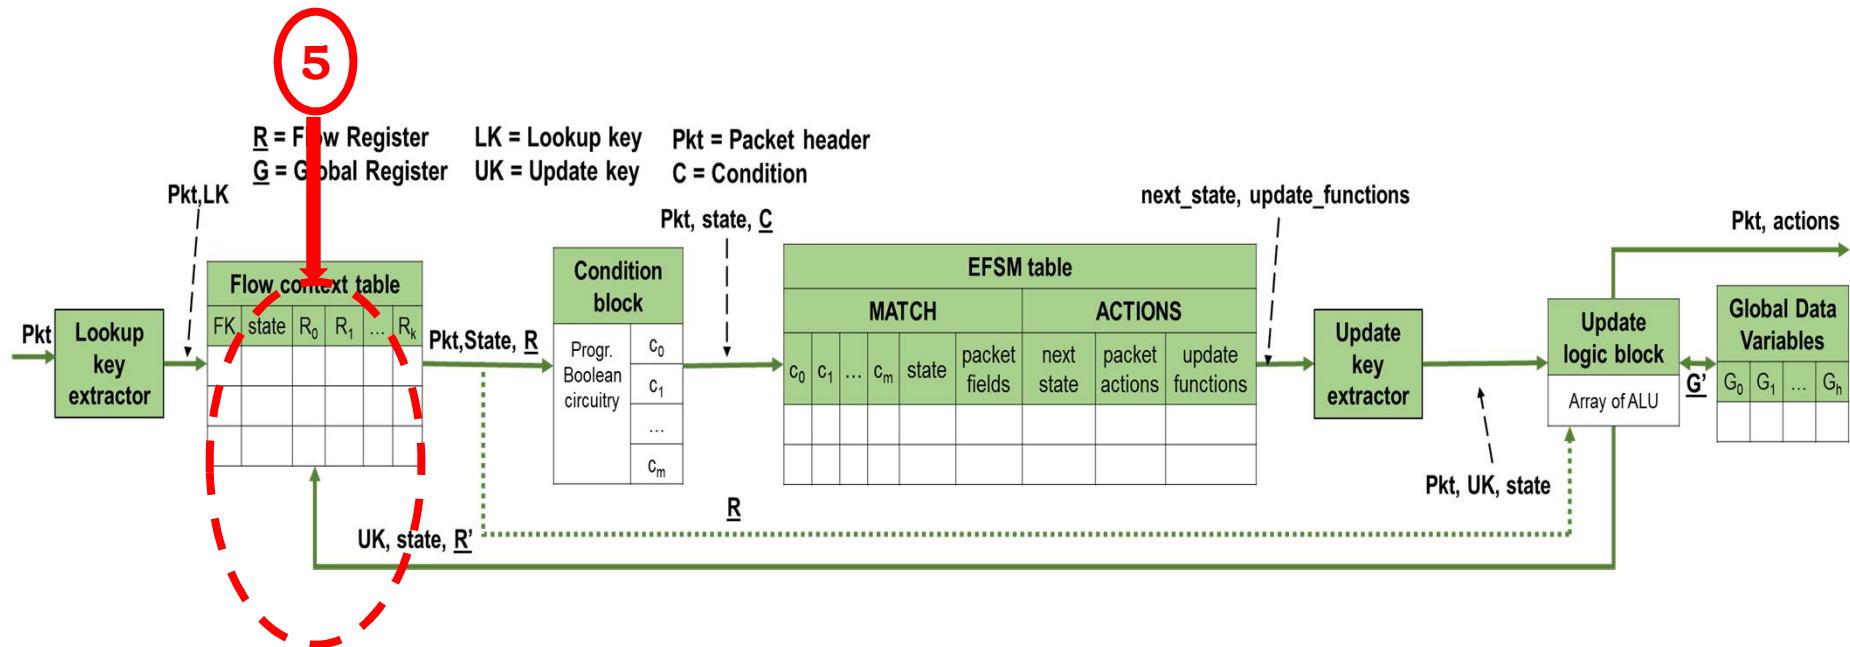 5
R = Flow Register
G = Global Register
LK = Lookup key
UK = Update key
Pkt = Packet header
C = Condition
Pkt,LK
Pkt, state, C
next_state, update_functions
Pkt, actions
Pkt
Lookup
key
extractor
Flow context table
FK state R0 R1 … Rk
Pkt,State, R
Condition
block
Progr.
Boolean
circuitry
c0
c1
…
cm
EFSM table
MATCH ACTIONS
c0 c1 … cm state packet fields next state packet actions update functions
Update
key
extractor
Update
logic block
Array of ALU
G'
Global Data
Variables
G0 G1 … Gh
Pkt, UK, state
R
UK, state, R'